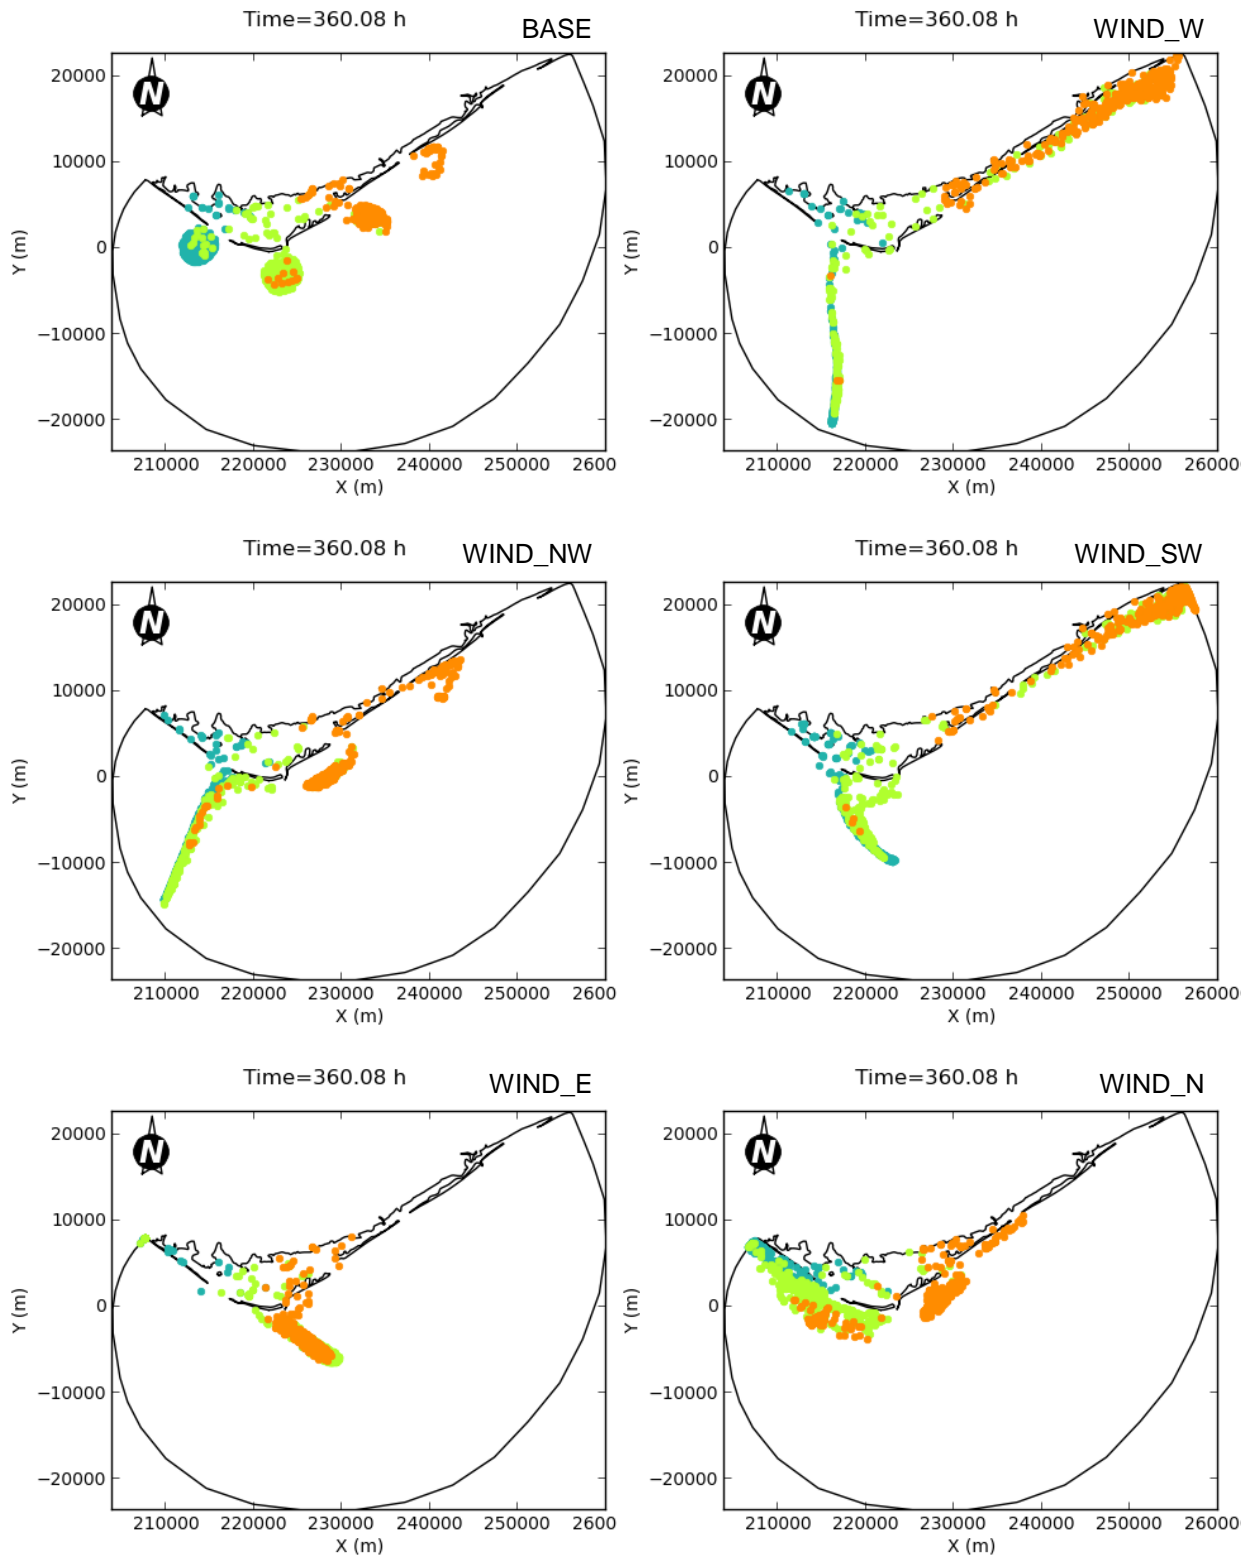 Time=360.08 h BASE
20000
N
10000
Y (m)
0
−10000
−20000
210000 220000 230000 240000 250000 2600
X (m)
Time=360.08 h WIND_W
20000
N
10000
Y (m)
0
−10000
−20000
210000 220000 230000 240000 250000 26000
X (m)
Time=360.08 h WIND_NW
20000
N
10000
Y (m)
0
−10000
−20000
210000 220000 230000 240000 250000 2600
X (m)
Time=360.08 h WIND_SW
20000
N
10000
Y (m)
0
−10000
−20000
210000 220000 230000 240000 250000 26000
X (m)
Time=360.08 h WIND_E
20000
N
10000
Y (m)
0
−10000
−20000
210000 220000 230000 240000 250000 2600
X (m)
Time=360.08 h WIND_N
20000
N
10000
Y (m)
0
−10000
−20000
210000 220000 230000 240000 250000 26000
X (m)